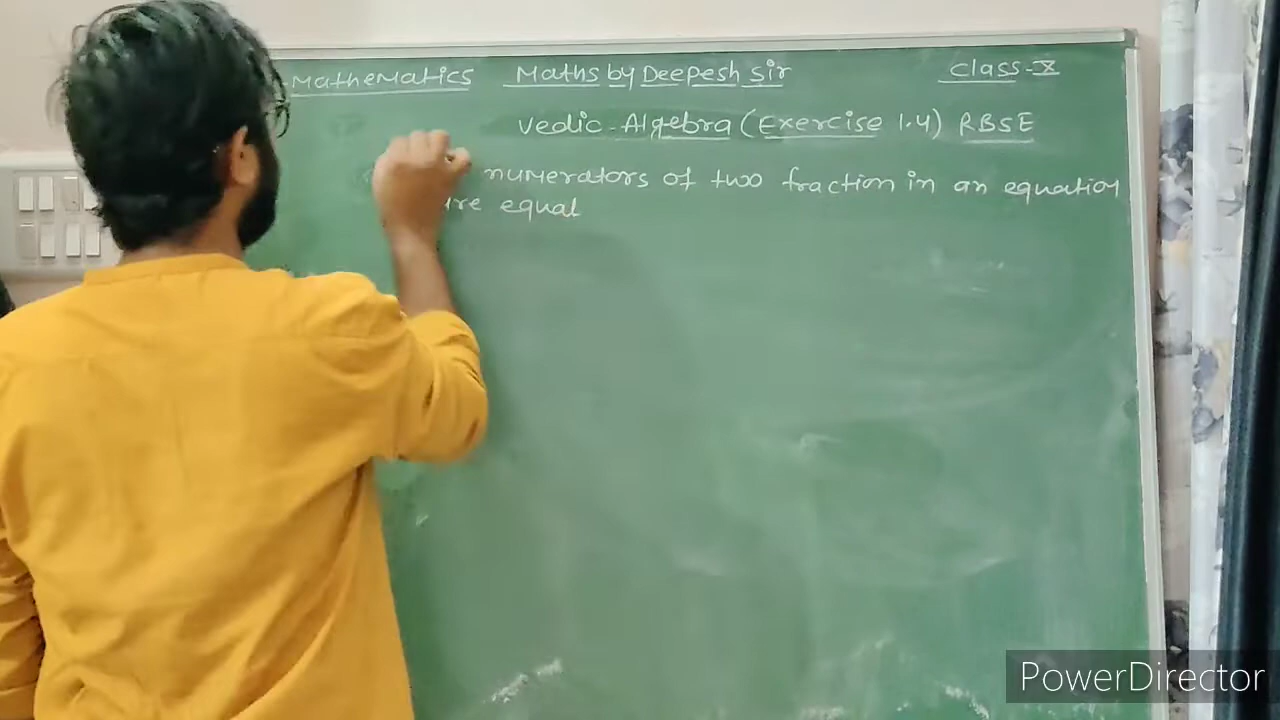 Mathematics Maths by Deepesh Sir Class-X
Vedic-Algebra (Exercise 1.4) RBSE
numerators of two fraction in an equation
are equal
PowerDirector